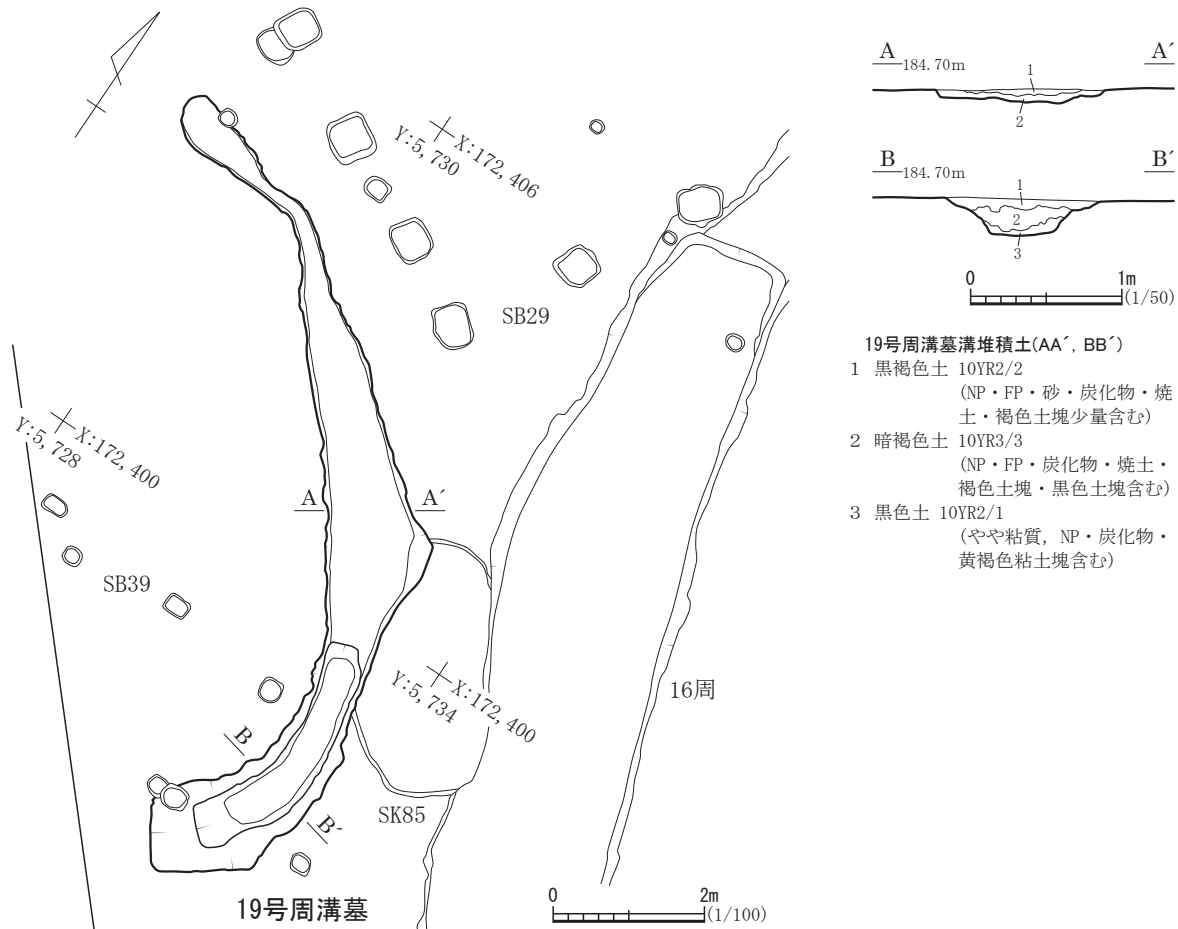 X:172, 406
Y:5, 730
SB29
X:172, 400
Y:5, 728
A
A´
SB39
X:172, 400
Y:5, 734
16周
B
B´
SK85
19号周溝墓
0
2m
(1/100)
A
184.70m
A´
1
2
B
184.70m
B´
1
2
3
0
1m
(1/50)
19号周溝墓溝堆積土(AA´, BB´)
1 黒褐色土 10YR2/2
(NP・FP・砂・炭化物・焼
土・褐色土塊少量含む)
2 暗褐色土 10YR3/3
(NP・FP・炭化物・焼土・
褐色土塊・黒色土塊含む)
3 黒色土 10YR2/1
(やや粘質, NP・炭化物・
黄褐色粘土塊含む)